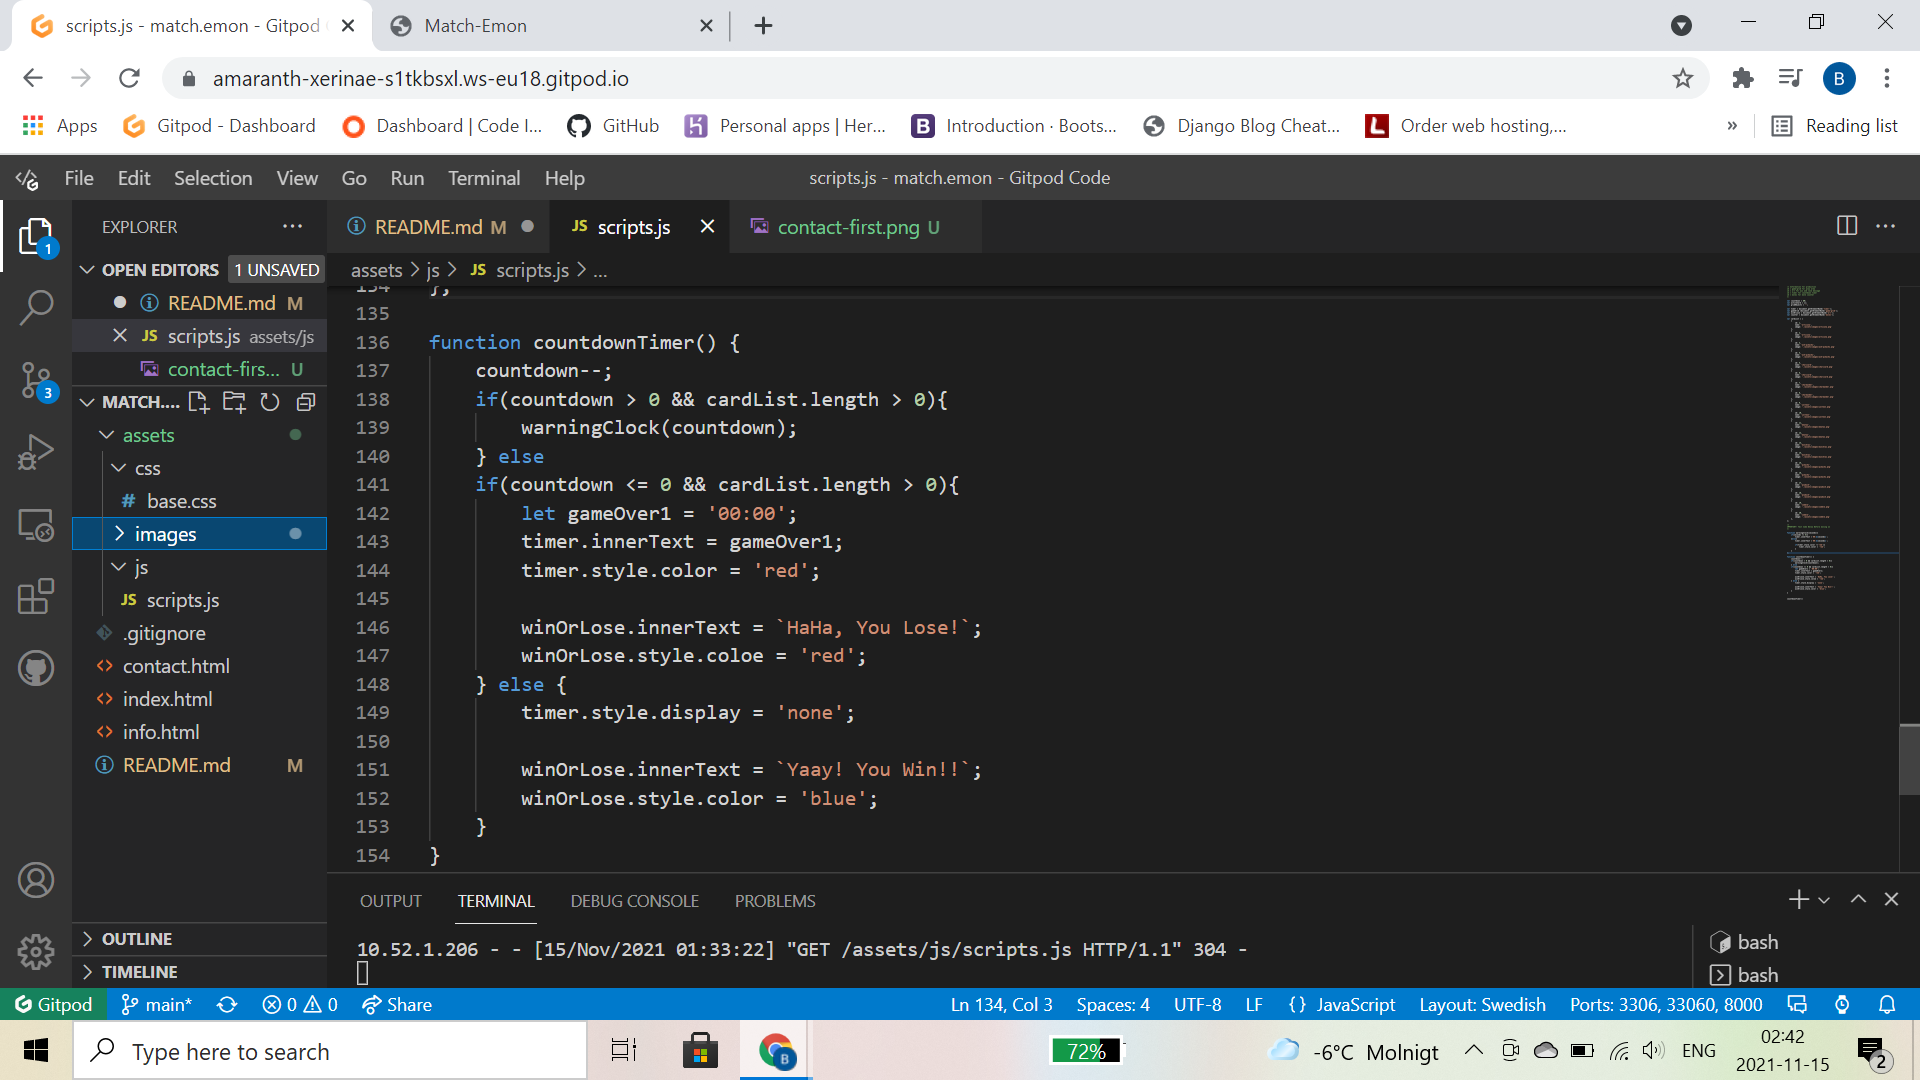 scripts.js - match.emon - Gitpod
Match-Emon
amaranth-xerinae-s1tkbsxl.ws-eu18.gitpod.io
B
Apps
Gitpod - Dashboard
Dashboard | Code I...
GitHub
Personal apps | Her...
B
Introduction · Boots...
Django Blog Cheat...
L
Order web hosting,...
»
Reading list
File Edit Selection View Go Run Terminal Help
scripts.js - match.emon - Gitpod Code
EXPLORER
README.md M
JS scripts.js
contact-first.png U
1
OPEN EDITORS 1 UNSAVED
assets > js > JS scripts.js > ...
README.md M
JS scripts.js assets/js
contact-firs... U
3
MATCH....
assets
css
# base.css
images
js
JS scripts.js
.gitignore
<> contact.html
<> index.html
<> info.html
README.md M
OUTLINE
TIMELINE
134 };
135
136 function countdownTimer() {
137 countdown--;
138 if(countdown > 0 && cardList.length > 0){
139 warningClock(countdown);
140 } else
141 if(countdown <= 0 && cardList.length > 0){
142 let gameOver1 = '00:00';
143 timer.innerText = gameOver1;
144 timer.style.color = 'red';
145
146 winOrLose.innerText = `HaHa, You Lose!`;
147 winOrLose.style.coloe = 'red';
148 } else {
149 timer.style.display = 'none';
150
151 winOrLose.innerText = `Yaay! You Win!!`;
152 winOrLose.style.color = 'blue';
153 }
154 }
OUTPUT TERMINAL DEBUG CONSOLE PROBLEMS
10.52.1.206 - - [15/Nov/2021 01:33:22] "GET /assets/js/scripts.js HTTP/1.1" 304 -
bash
bash
Gitpod main* 0 0 Share
Ln 134, Col 3 Spaces: 4 UTF-8 LF {} JavaScript Layout: Swedish Ports: 3306, 33060, 8000
Type here to search
B
72%
-6°C Molnigt
ENG
02:42
2021-11-15
2